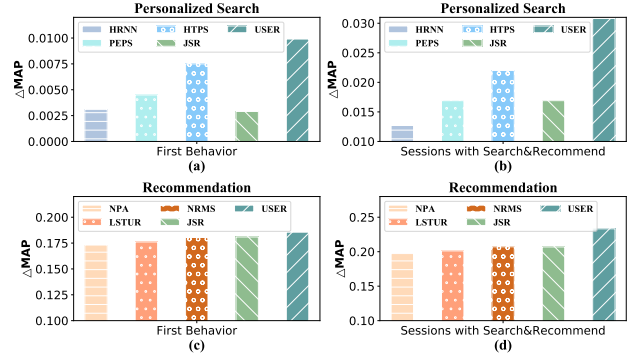 Personalized Search
△MAP
0.0100
0.0075
0.0050
0.0025
0.0000
HRNN HTPS USER
PEPS JSR
First Behavior
(a)
Personalized Search
△MAP
0.030
0.025
0.020
0.015
0.010
HRNN HTPS USER
PEPS JSR
Sessions with Search&Recommend
(b)
Recommendation
△MAP
0.200
0.175
0.150
0.125
0.100
NPA NRMS USER
LSTUR JSR
First Behavior
(c)
Recommendation
△MAP
0.25
0.20
0.15
0.10
NPA NRMS USER
LSTUR JSR
Sessions with Search&Recommend
(d)